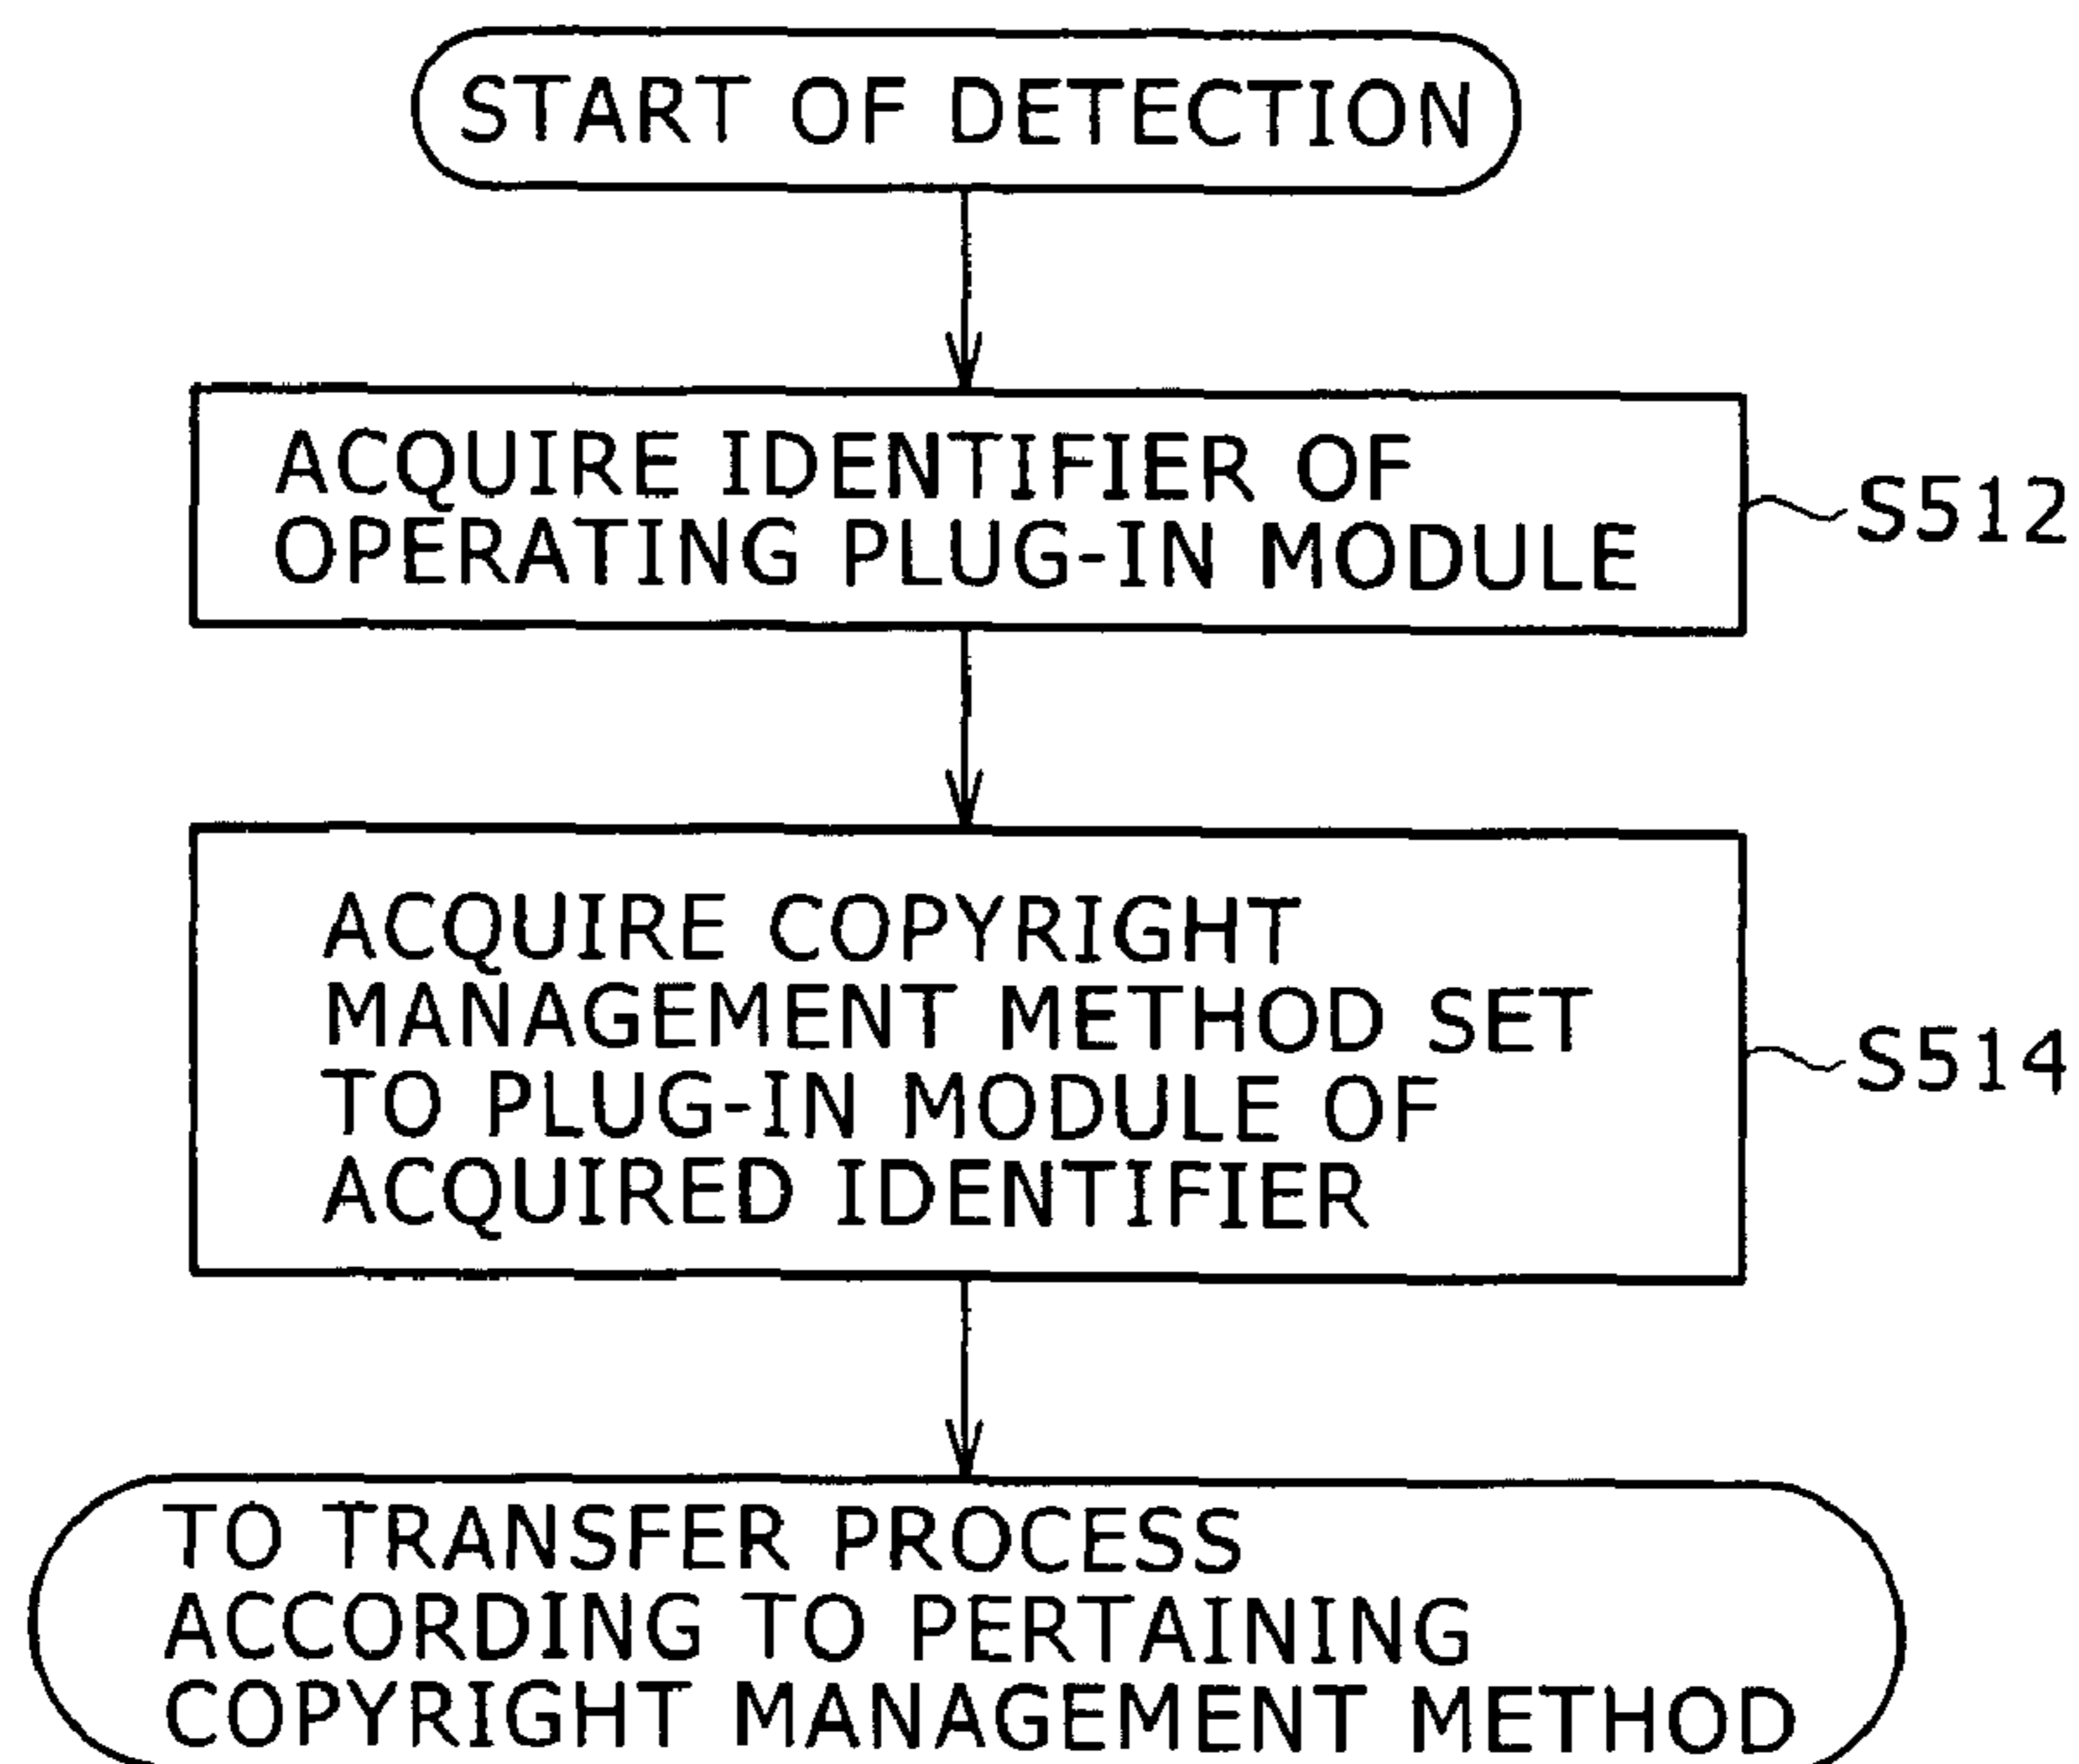 START OF DETECTION
ACQUIRE IDENTIFIER OF
OPERATING PLUG-IN MODULE
S512
ACQUIRE COPYRIGHT
MANAGEMENT METHOD SET
TO PLUG-IN MODULE OF
ACQUIRED IDENTIFIER
S514
TO TRANSFER PROCESS
ACCORDING TO PERTAINING
COPYRIGHT MANAGEMENT METHOD